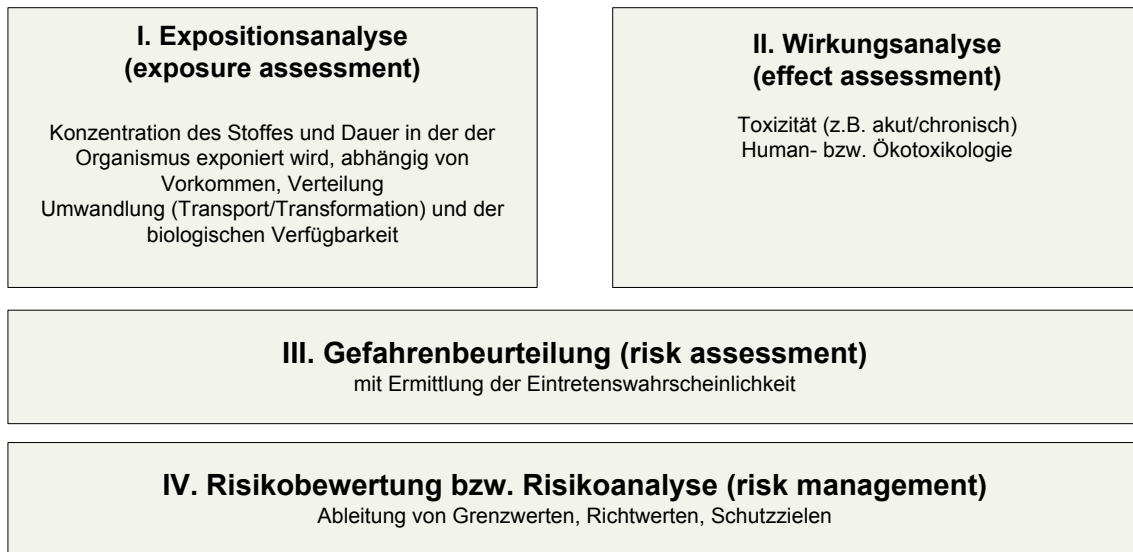 I. Expositionsanalyse
(exposure assessment)
Konzentration des Stoffes und Dauer in der der
Organismus exponiert wird, abhängig von
Vorkommen, Verteilung
Umwandlung (Transport/Transformation) und der
biologischen Verfügbarkeit
II. Wirkungsanalyse
(effect assessment)
Toxizität (z.B. akut/chronisch)
Human- bzw. Ökotoxikologie
III. Gefahrenbeurteilung (risk assessment)
mit Ermittlung der Eintretenswahrscheinlichkeit
IV. Risikobewertung bzw. Risikoanalyse (risk management)
Ableitung von Grenzwerten, Richtwerten, Schutzzielen